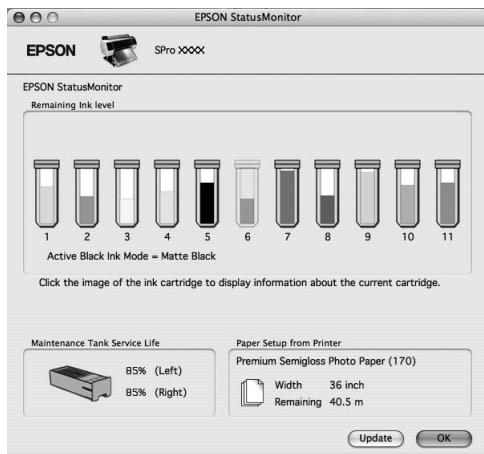 EPSON StatusMonitor
EPSON
SPro XXXX
EPSON StatusMonitor
Remaining Ink level
1 2 3 4 5 6 7 8 9 10 11
Active Black Ink Mode = Matte Black
Click the image of the ink cartridge to display information about the current cartridge.
Maintenance Tank Service Life
85% (Left)
85% (Right)
Paper Setup from Printer
Premium Semigloss Photo Paper (170)
Width 36 inch
Remaining 40.5 m
Update
OK